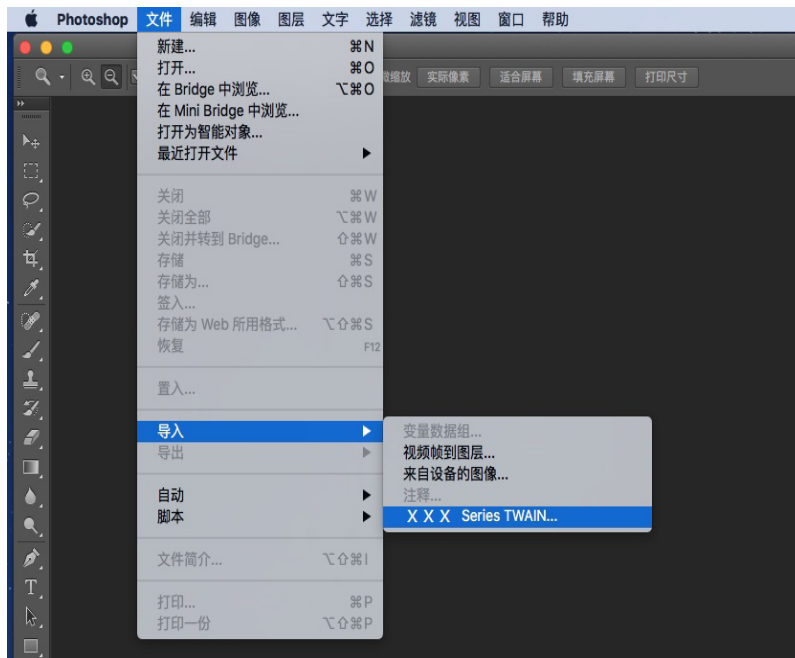 Photoshop 文件 编辑 图像 图层 文字 选择 滤镜 视图 窗口 帮助
缩放 实际像素 适合屏幕 填充屏幕 打印尺寸
新建... ⌘N
打开... ⌘O
在 Bridge 中浏览... ⌥⌘O
在 Mini Bridge 中浏览...
打开为智能对象...
最近打开文件 ▶
关闭 ⌘W
关闭全部 ⌥⌘W
关闭并转到 Bridge... ⇧⌘W
存储 ⌘S
存储为... ⇧⌘S
签入...
存储为 Web 所用格式... ⌥⇧⌘S
恢复 F12
置入...
导入 ▶
导出 ▶
自动 ▶
脚本 ▶
文件简介... ⌥⇧⌘I
打印... ⌘P
打印一份 ⌥⇧⌘P
变量数据组...
视频帧到图层...
来自设备的图像...
注释...
X X X Series TWAIN...